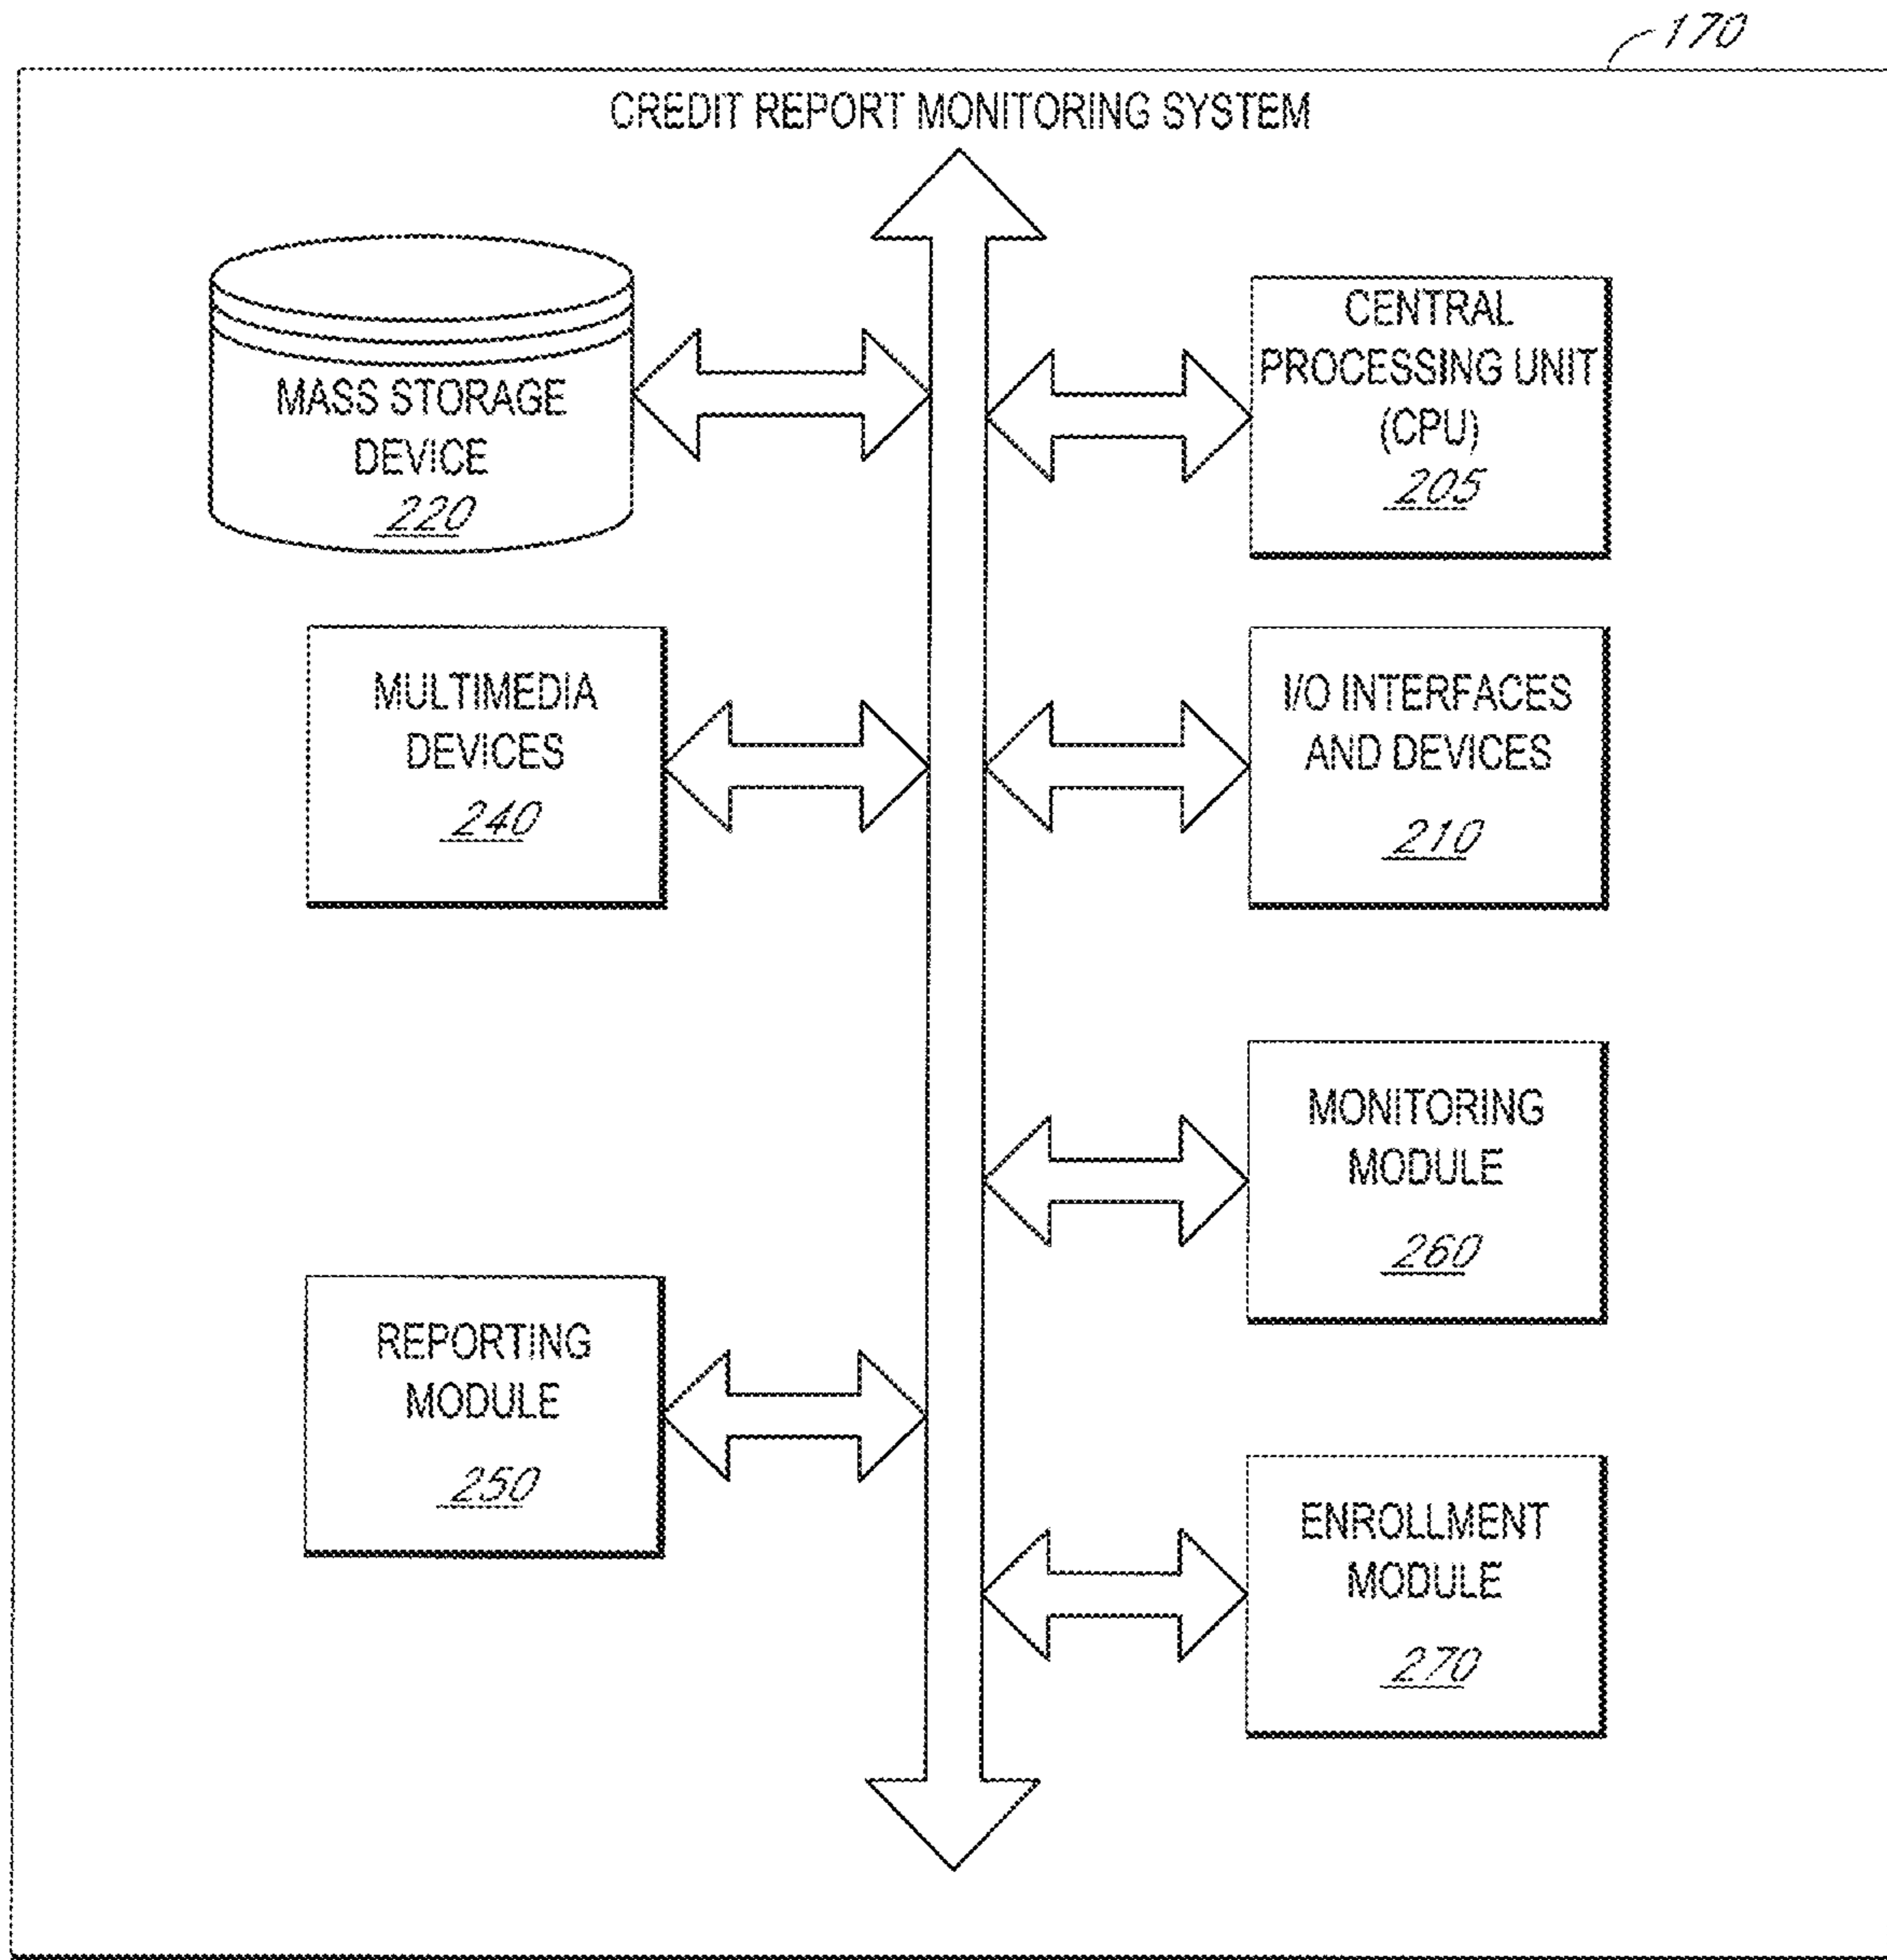 170
CREDIT REPORT MONITORING SYSTEM
MASS STORAGE
DEVICE
220
CENTRAL
PROCESSING UNIT
(CPU)
205
MULTIMEDIA
DEVICES
240
I/O INTERFACES
AND DEVICES
210
MONITORING
MODULE
260
REPORTING
MODULE
250
ENROLLMENT
MODULE
270